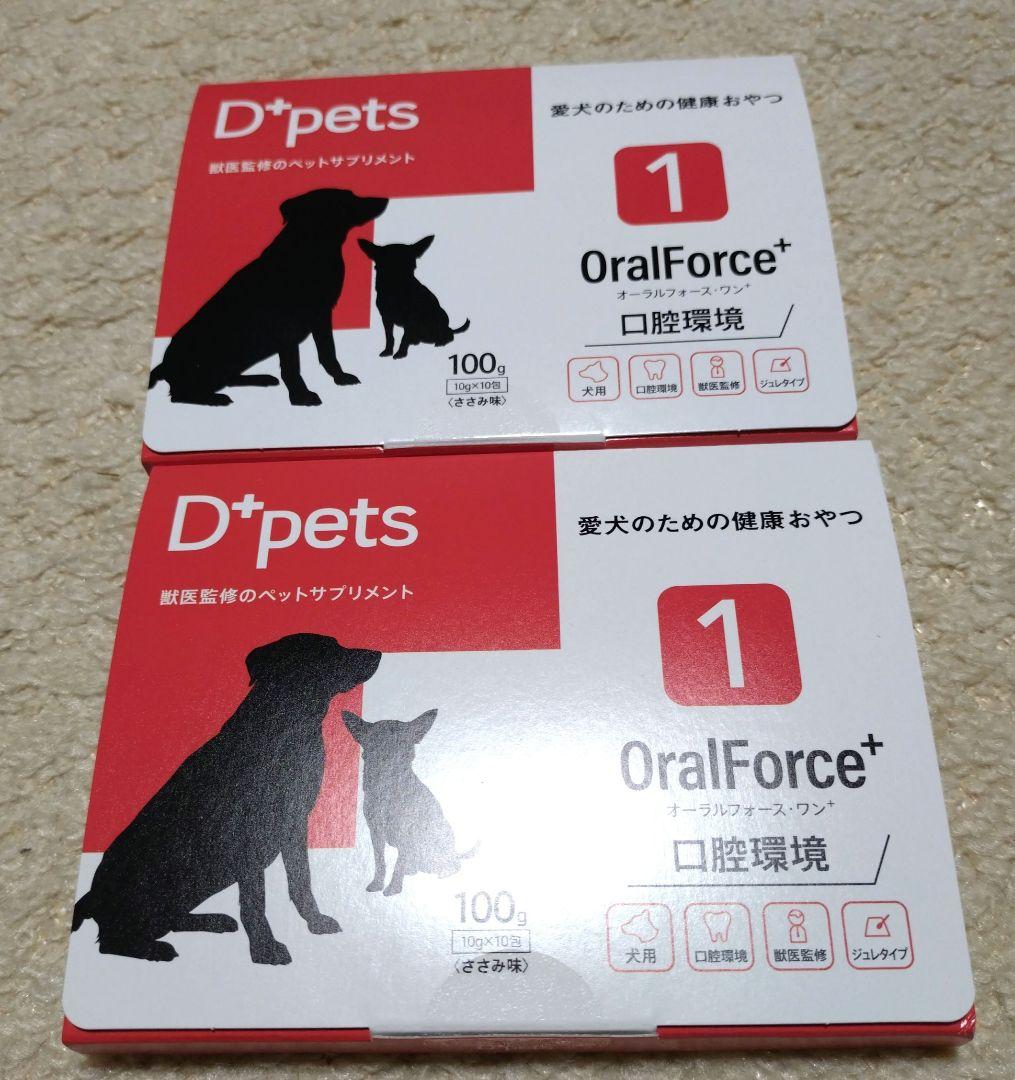 D+pets
獣医監修のペットサプリメント
愛犬のための健康おやつ
1
OralForce+
オーラルフォース・ワン+
口腔環境
100g
10g×10包
〈ささみ味〉
犬用
口腔環境
獣医監修
ジュレタイプ
D+pets
獣医監修のペットサプリメント
愛犬のための健康おやつ
1
OralForce+
オーラルフォース・ワン+
口腔環境
100g
10g×10包
〈ささみ味〉
犬用
口腔環境
獣医監修
ジュレタイプ